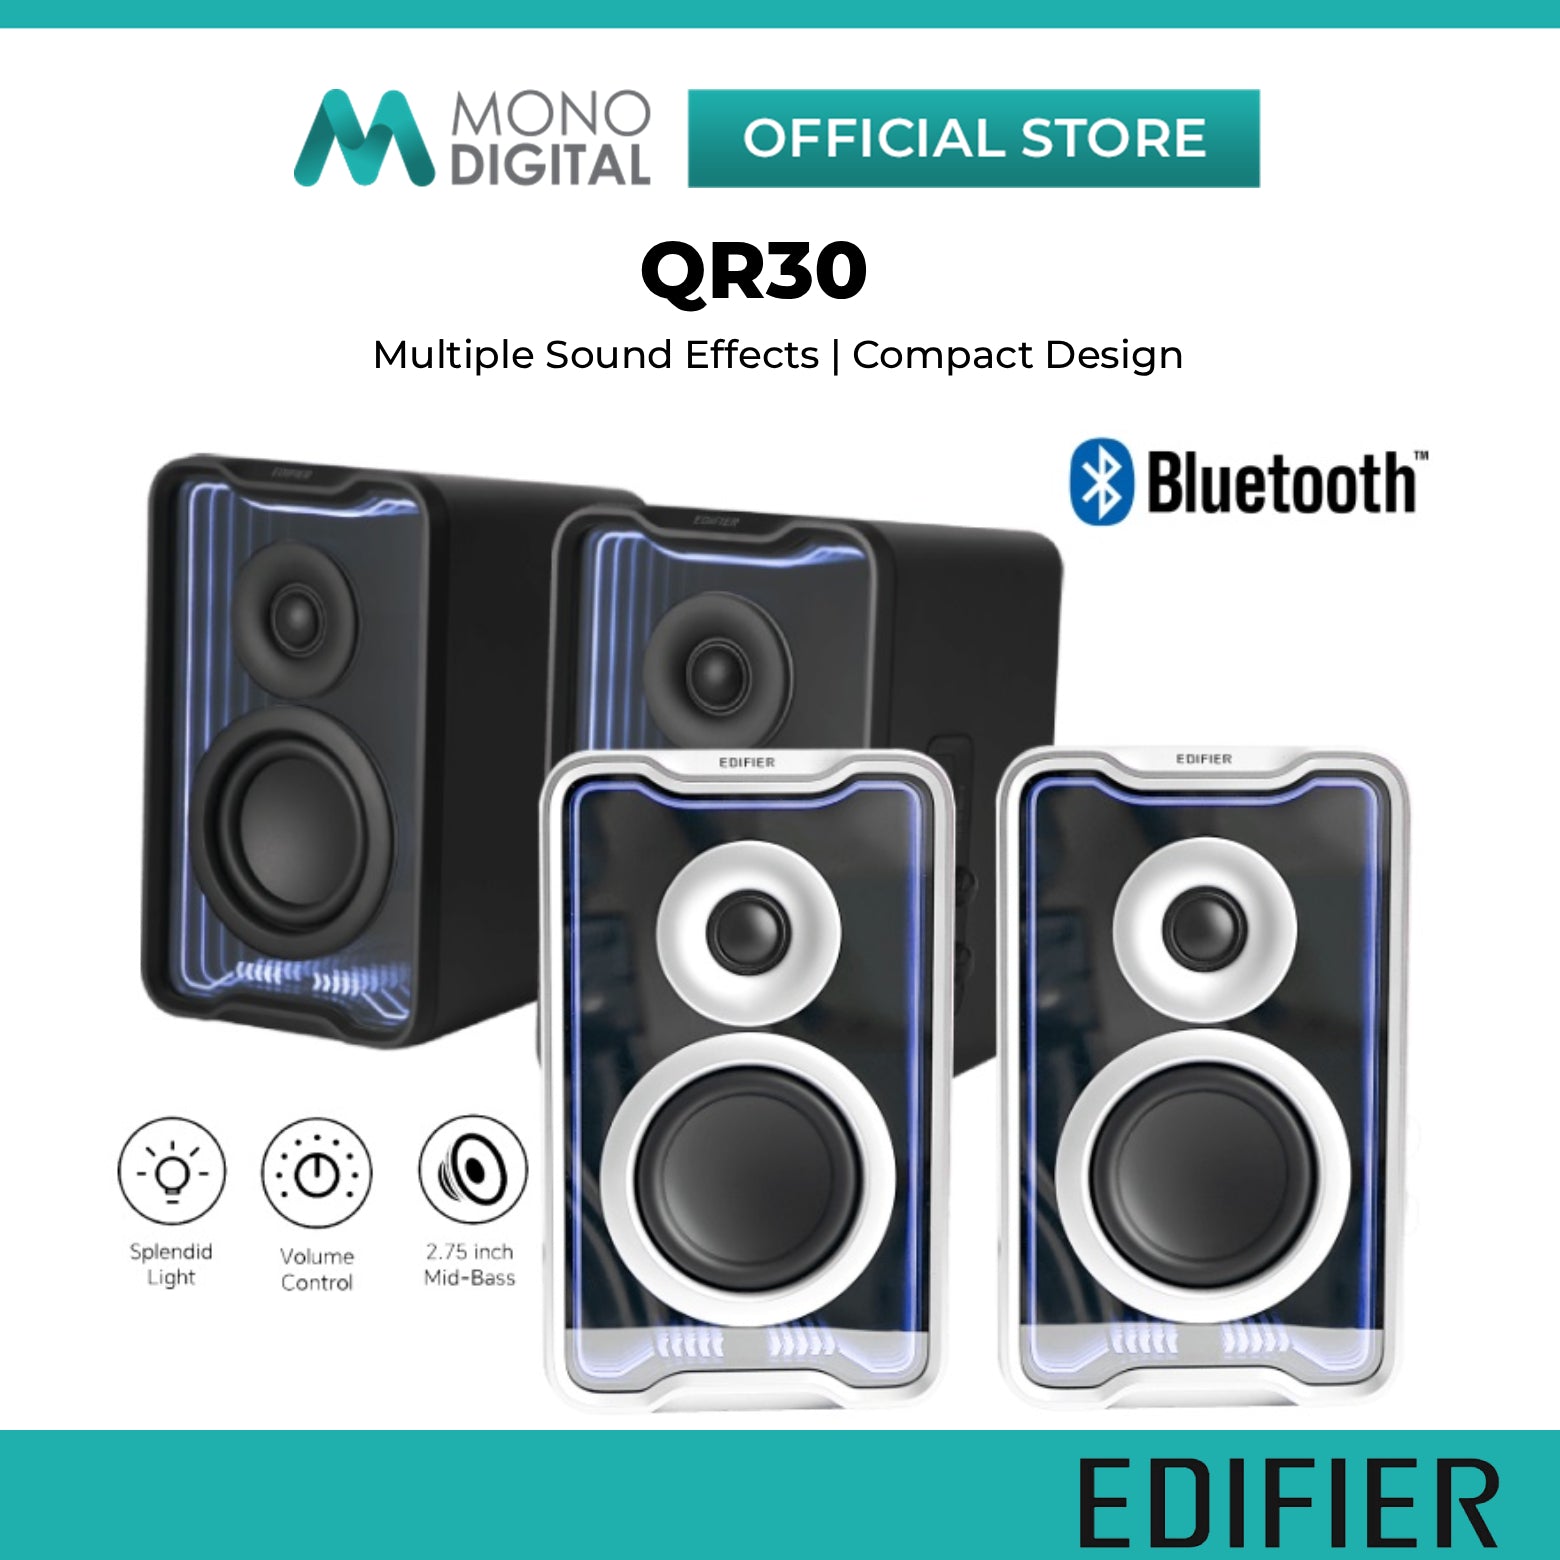 MONO
DIGITAL
OFFICIAL STORE
QR30
Multiple Sound Effects | Compact Design
Bluetooth™
EDIFIER
EDIFIER
EDIFIER
EDIFIER
Splendid
Light
Volume
Control
2.75 inch
Mid-Bass
EDIFIER